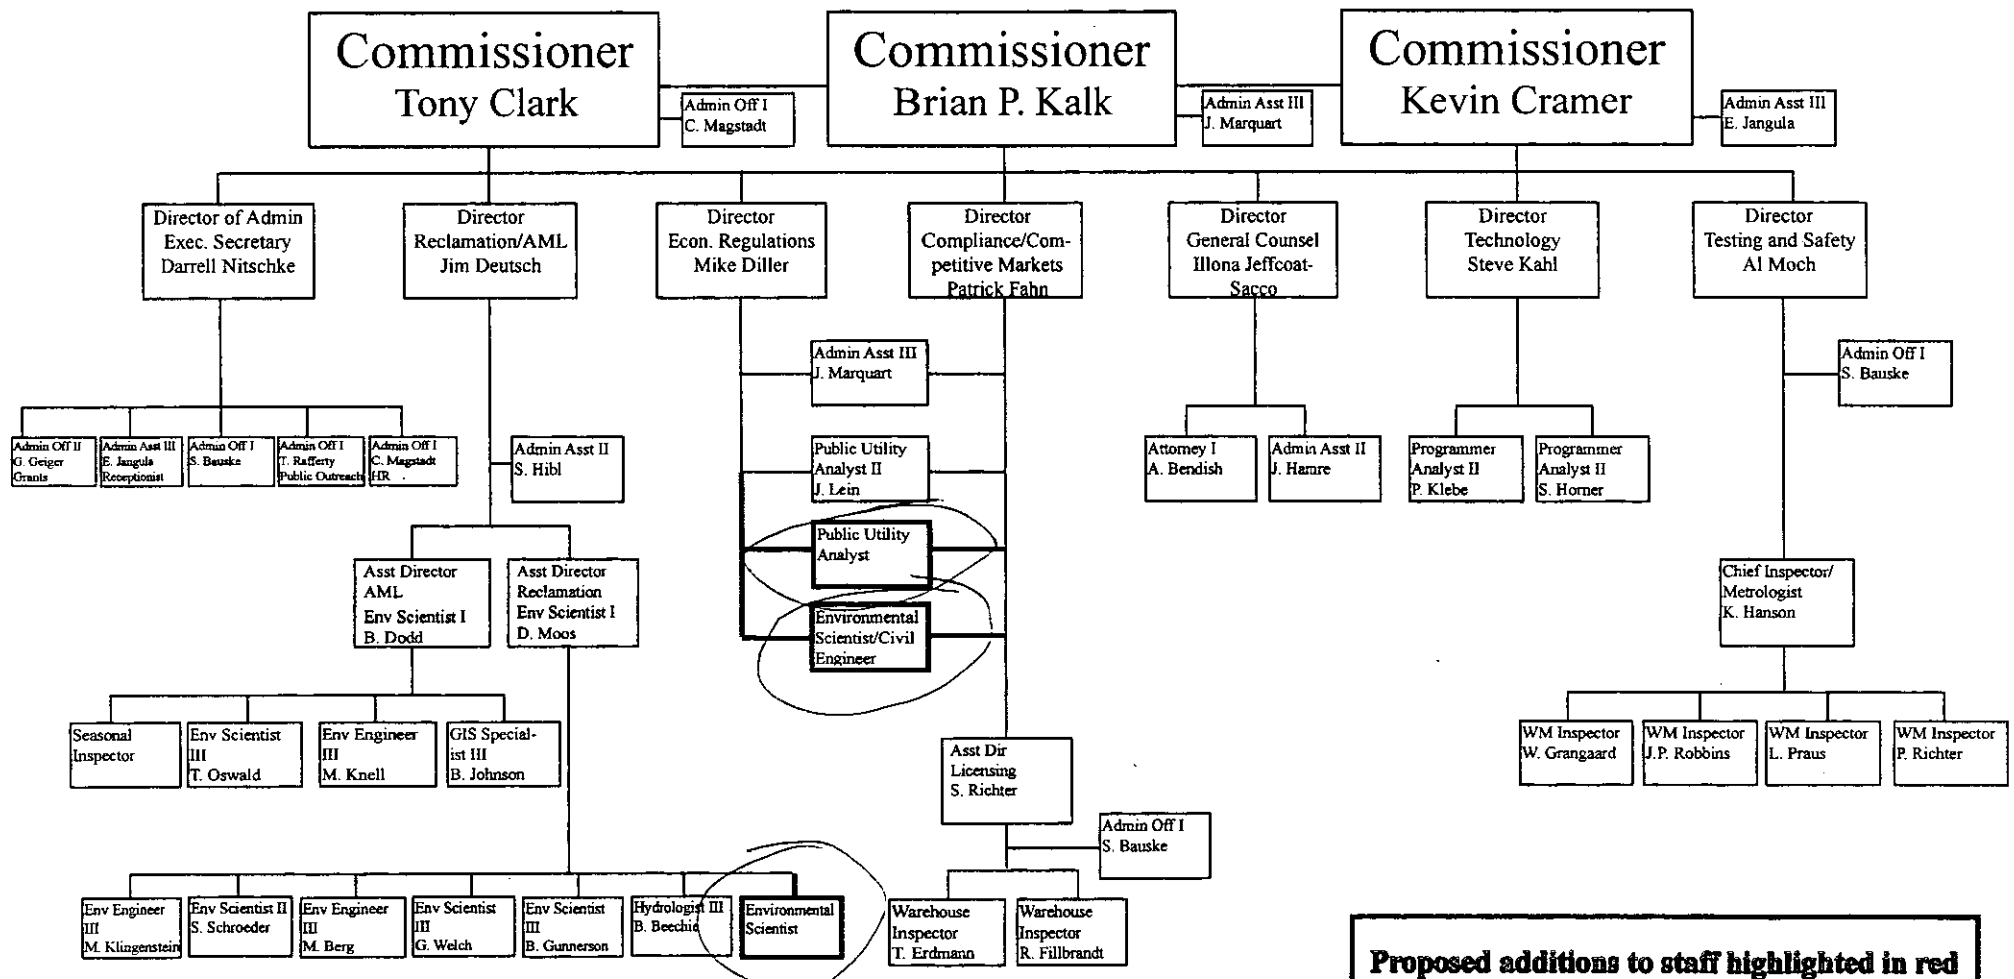 Commissioner
Tony Clark
Admin Off I
C. Magstadt
Commissioner
Brian P. Kalk
Admin Asst III
J. Marquart
Commissioner
Kevin Cramer
Admin Asst III
E. Jangula
Director of Admin
Exec. Secretary
Darrell Nitschke
Director
Reclamation/AML
Jim Deutsch
Director
Econ. Regulations
Mike Diller
Director
Compliance/Com-
petitive Markets
Patrick Fahn
Director
General Counsel
Illona Jeffcoat-
Sacco
Director
Technology
Steve Kahl
Director
Testing and Safety
Al Moch
Admin Asst III
J. Marquart
Admin Off I
S. Bauske
Admin Off II
G. Geiger
Grants
Admin Asst III
E. Jangula
Receptionist
Admin Off I
S. Bauske
Admin Off I
T. Rafferty
Public Outreach
Admin Off I
C. Magstadt
HR
Admin Asst II
S. Hibl
Public Utility
Analyst II
J. Lein
Attorney I
A. Bendish
Admin Asst II
J. Hamre
Programmer
Analyst II
P. Klebe
Programmer
Analyst II
S. Horner
Public Utility
Analyst
Asst Director
AML
Env Scientist I
B. Dodd
Asst Director
Reclamation
Env Scientist I
D. Moos
Environmental
Scientist/Civil
Engineer
Chief Inspector/
Metrologist
K. Hanson
Seasonal
Inspector
Env Scientist
III
T. Oswald
Env Engineer
III
M. Knell
GIS Special-
ist III
B. Johnson
Asst Dir
Licensing
S. Richter
WM Inspector
W. Grangaard
WM Inspector
J.P. Robbins
WM Inspector
L. Praus
WM Inspector
P. Richter
Admin Off I
S. Bauske
Env Engineer
III
M. Klingenstein
Env Scientist II
S. Schroeder
Env Engineer
III
M. Berg
Env Scientist
III
G. Welch
Env Scientist
III
B. Gunnerson
Hydrologist III
B. Beechie
Environmental
Scientist
Warehouse
Inspector
T. Erdmann
Warehouse
Inspector
R. Fillbrandt
Proposed additions to staff highlighted in red